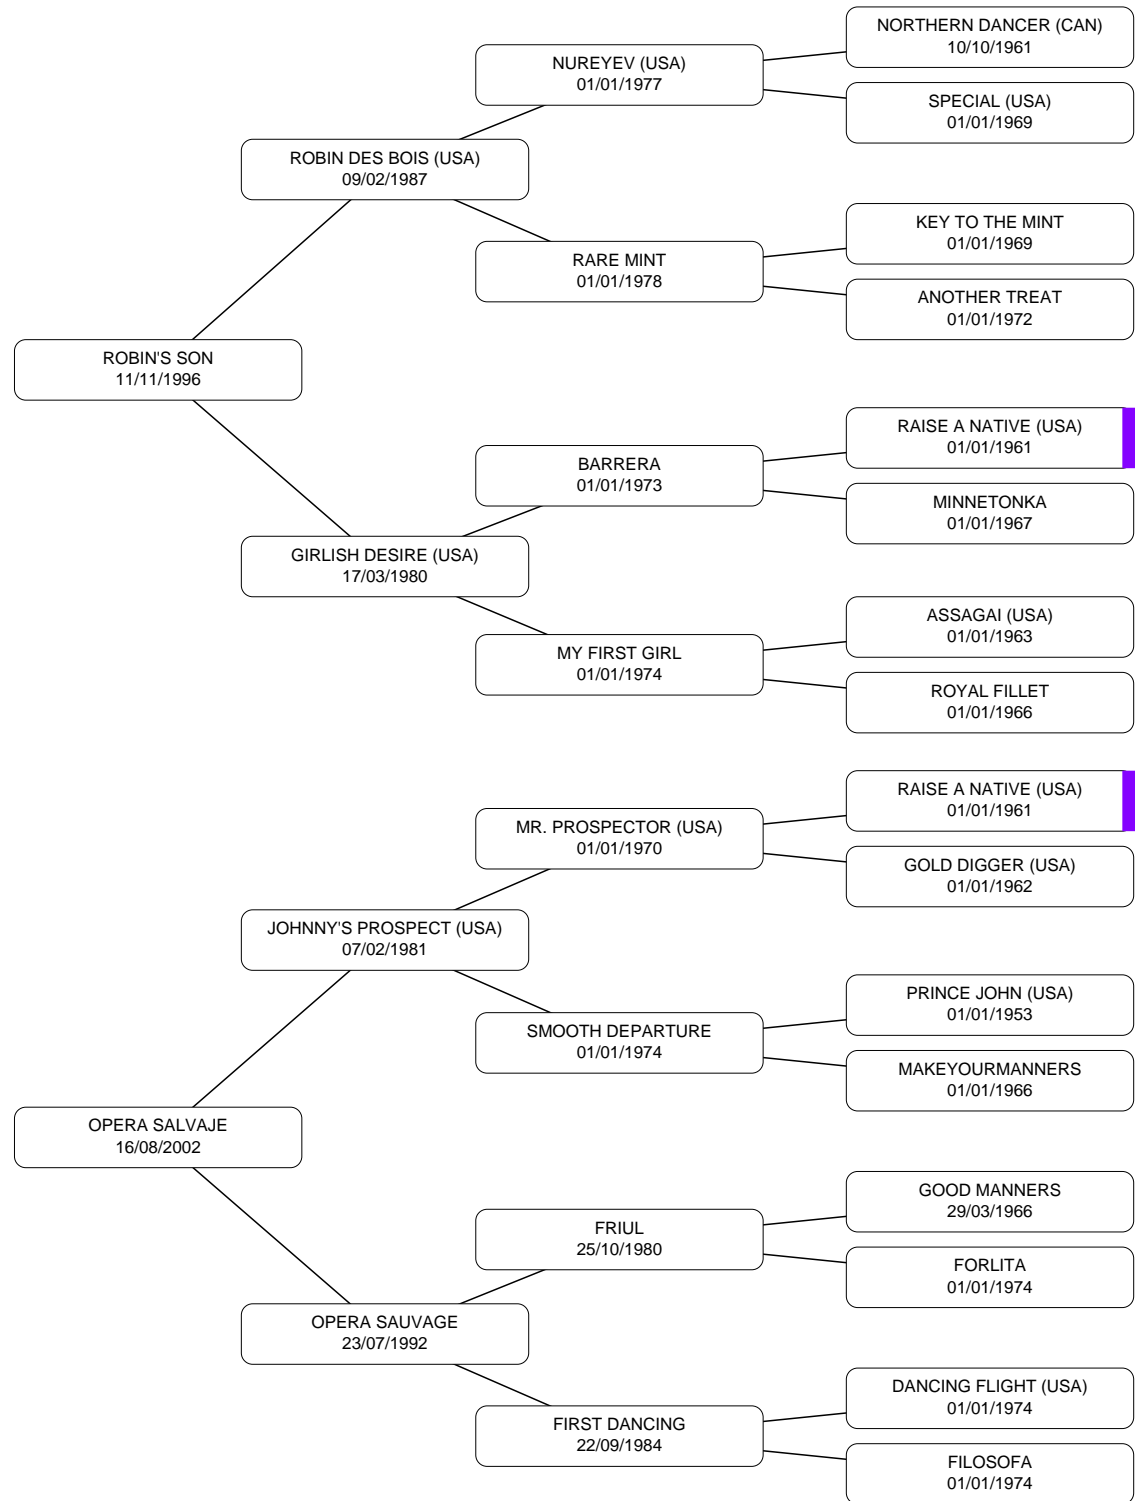 NORTHERN DANCER (CAN)
10/10/1961
NUREYEV (USA)
01/01/1977
SPECIAL (USA)
01/01/1969
ROBIN DES BOIS (USA)
09/02/1987
KEY TO THE MINT
01/01/1969
RARE MINT
01/01/1978
ANOTHER TREAT
01/01/1972
ROBIN'S SON
11/11/1996
RAISE A NATIVE (USA)
01/01/1961
BARRERA
01/01/1973
MINNETONKA
01/01/1967
GIRLISH DESIRE (USA)
17/03/1980
ASSAGAI (USA)
01/01/1963
MY FIRST GIRL
01/01/1974
ROYAL FILLET
01/01/1966
RAISE A NATIVE (USA)
01/01/1961
MR. PROSPECTOR (USA)
01/01/1970
GOLD DIGGER (USA)
01/01/1962
JOHNNY'S PROSPECT (USA)
07/02/1981
PRINCE JOHN (USA)
01/01/1953
SMOOTH DEPARTURE
01/01/1974
MAKEYOURMANNERS
01/01/1966
OPERA SALVAJE
16/08/2002
GOOD MANNERS
29/03/1966
FRIUL
25/10/1980
FORLITA
01/01/1974
OPERA SAUVAGE
23/07/1992
DANCING FLIGHT (USA)
01/01/1974
FIRST DANCING
22/09/1984
FILOSOFA
01/01/1974